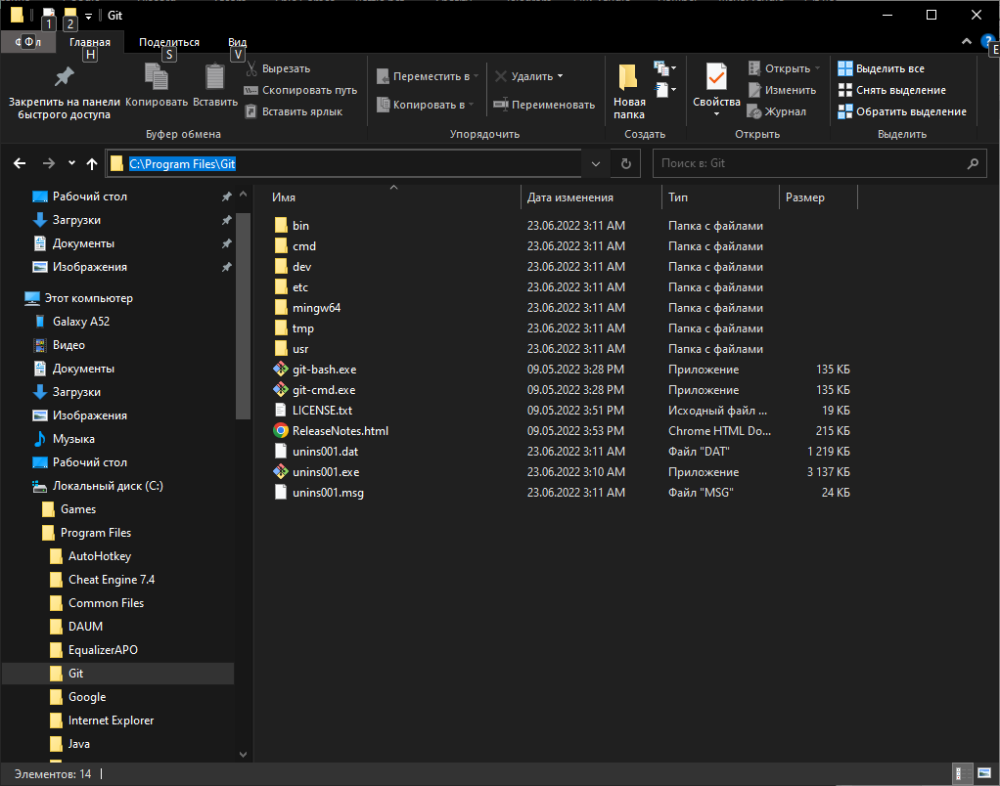 1
2
Git
Ф
Главная
Поделиться
Вид
H
S
V
E
Закрепить на панели
быстрого доступа
Копировать
Вставить
Вырезать
Скопировать путь
Вставить ярлык
Буфер обмена
Переместить в
Копировать в
Удалить
Переименовать
Упорядочить
Новая
папка
Создать
Свойства
Открыть
Изменить
Журнал
Открыть
Выделить все
Снять выделение
Обратить выделение
Выделить
C:\Program Files\Git
Поиск в: Git
Рабочий стол
Загрузки
Документы
Изображения
Этот компьютер
Galaxy A52
Видео
Документы
Загрузки
Изображения
Музыка
Рабочий стол
Локальный диск (C:)
Games
Program Files
AutoHotkey
Cheat Engine 7.4
Common Files
DAUM
EqualizerAPO
Git
Google
Internet Explorer
Java
Имя Дата изменения Тип Размер
bin 23.06.2022 3:11 AM Папка с файлами
cmd 23.06.2022 3:11 AM Папка с файлами
dev 23.06.2022 3:11 AM Папка с файлами
etc 23.06.2022 3:11 AM Папка с файлами
mingw64 23.06.2022 3:11 AM Папка с файлами
tmp 23.06.2022 3:11 AM Папка с файлами
usr 23.06.2022 3:11 AM Папка с файлами
git-bash.exe 09.05.2022 3:28 PM Приложение 135 КБ
git-cmd.exe 09.05.2022 3:28 PM Приложение 135 КБ
LICENSE.txt 09.05.2022 3:51 PM Исходный файл ... 19 КБ
ReleaseNotes.html 09.05.2022 3:53 PM Chrome HTML Do... 215 КБ
unins001.dat 23.06.2022 3:11 AM Файл "DAT" 1 219 КБ
unins001.exe 23.06.2022 3:10 AM Приложение 3 137 КБ
unins001.msg 23.06.2022 3:11 AM Файл "MSG" 24 КБ
Элементов: 14